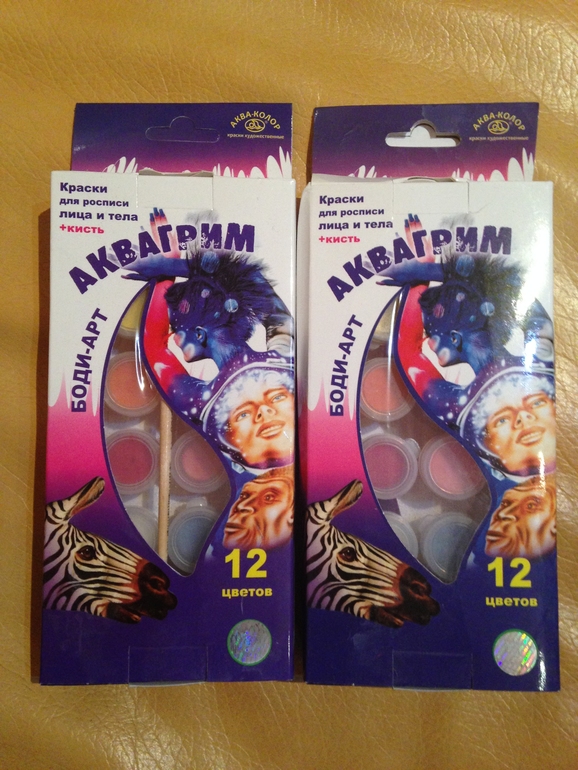 АКВА-КОЛОР
краски художественные
Краски
для росписи
лица и тела
+кисть
АКВАГРИМ
БОДИ-АРТ
12
цветов
АКВА-КОЛОР
краски художественные
Краски
для росписи
лица и тела
+кисть
АКВАГРИМ
БОДИ-АРТ
12
цветов